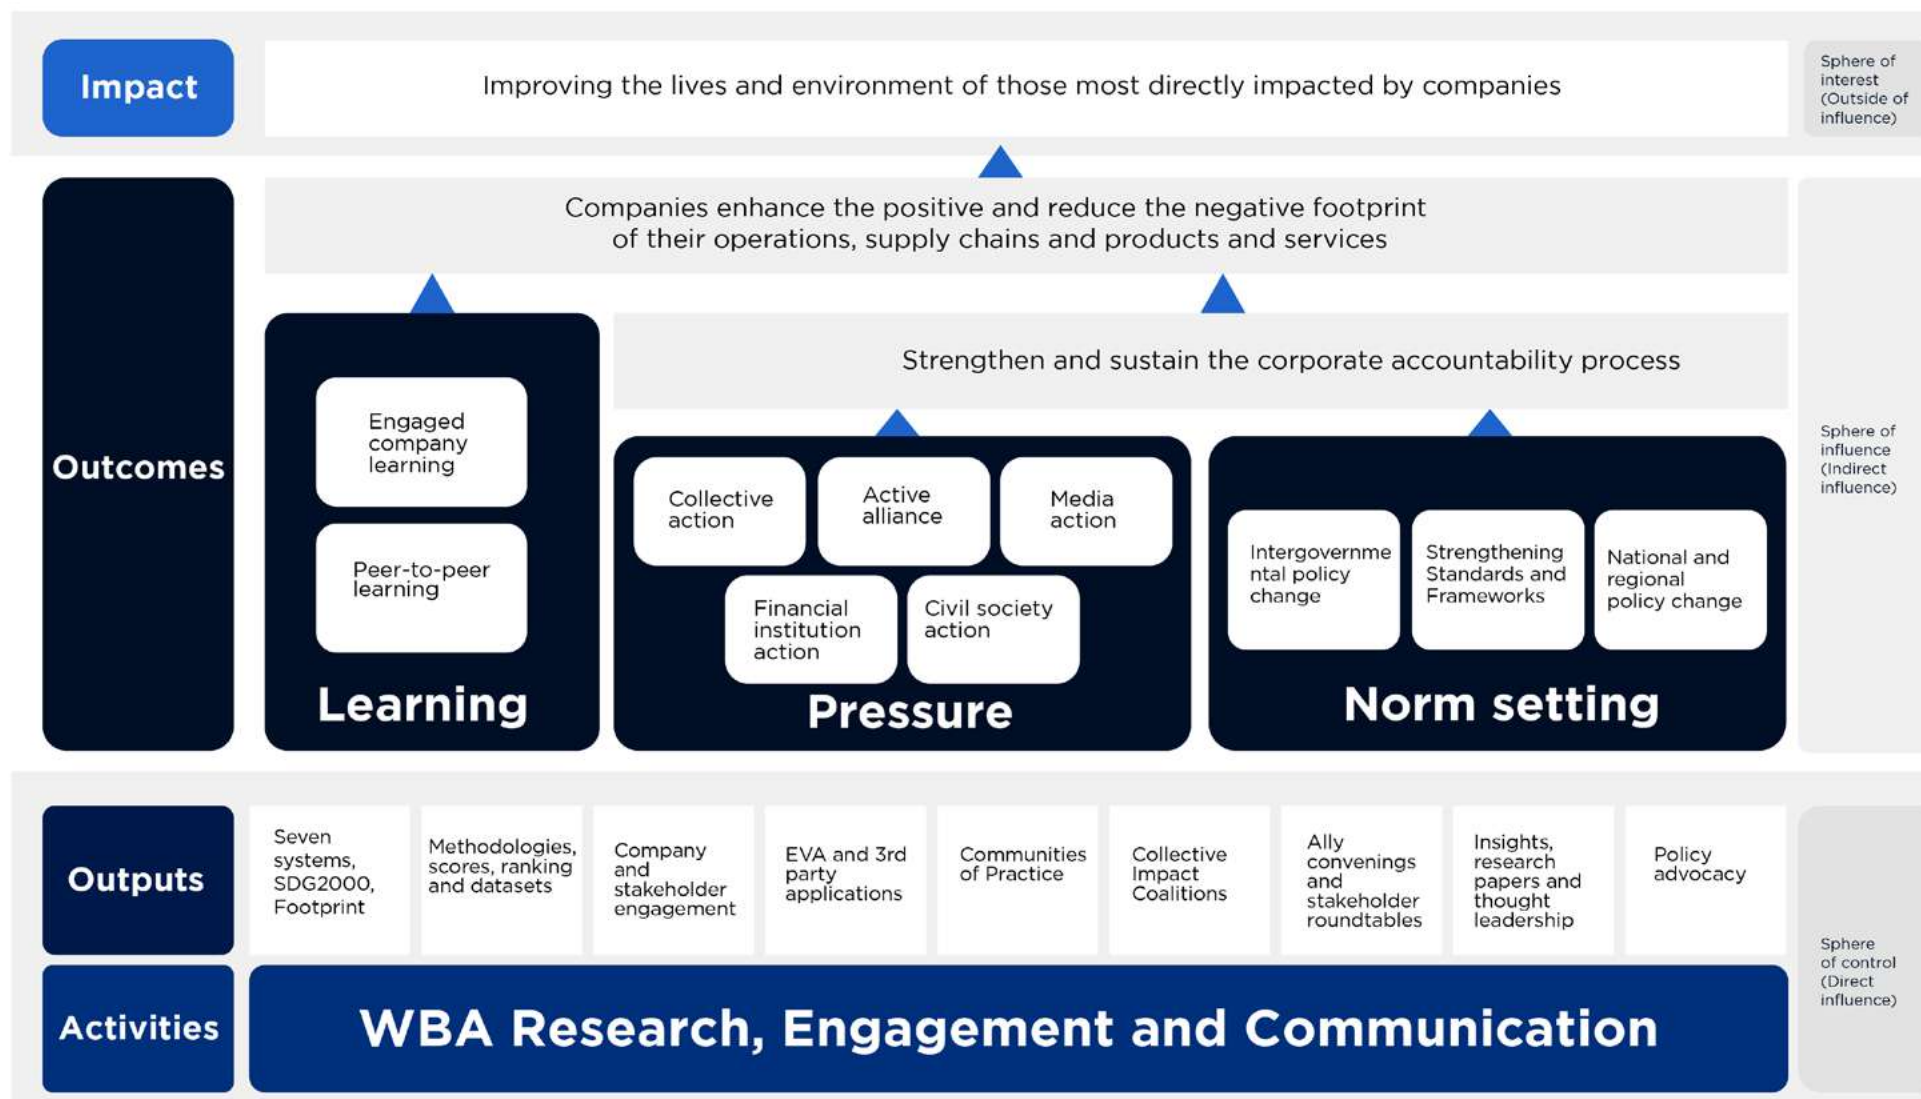 Impact
Improving the lives and environment of those most directly impacted by companies
Sphere of
interest
(Outside of
influence)
Outcomes
Companies enhance the positive and reduce the negative footprint
of their operations, supply chains and products and services
Strengthen and sustain the corporate accountability process
Engaged
company
learning
Peer-to-peer
learning
Learning
Collective
action
Active
alliance
Media
action
Financial
institution
action
Civil society
action
Pressure
Intergovernme
ntal policy
change
Strengthening
Standards and
Frameworks
National and
regional
policy change
Norm setting
Sphere of
influence
(Indirect
influence)
Outputs
Seven
systems,
SDG2000,
Footprint
Methodologies,
scores, ranking
and datasets
Company
and
stakeholder
engagement
EVA and 3rd
party
applications
Communities
of Practice
Collective
Impact
Coalitions
Ally
convenings
and
stakeholder
roundtables
Insights,
research
papers and
thought
leadership
Policy
advocacy
Activities
WBA Research, Engagement and Communication
Sphere
of control
(Direct
influence)